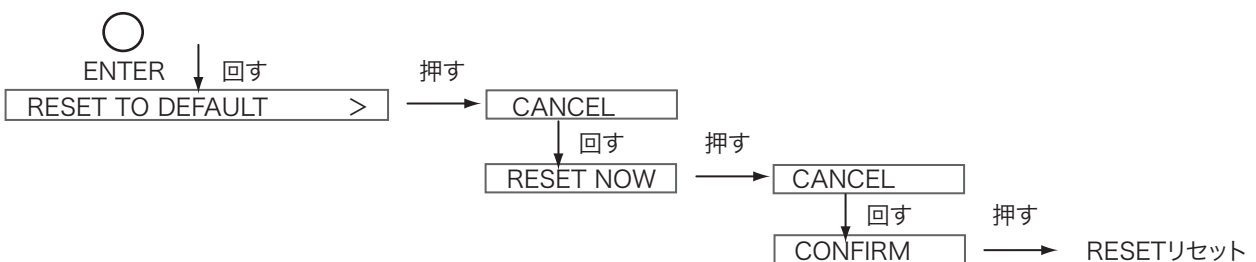 ENTER 回す
押す
RESET TO DEFAULT >
CANCEL
回す
押す
RESET NOW
CANCEL
回す
押す
CONFIRM
RESETリセット